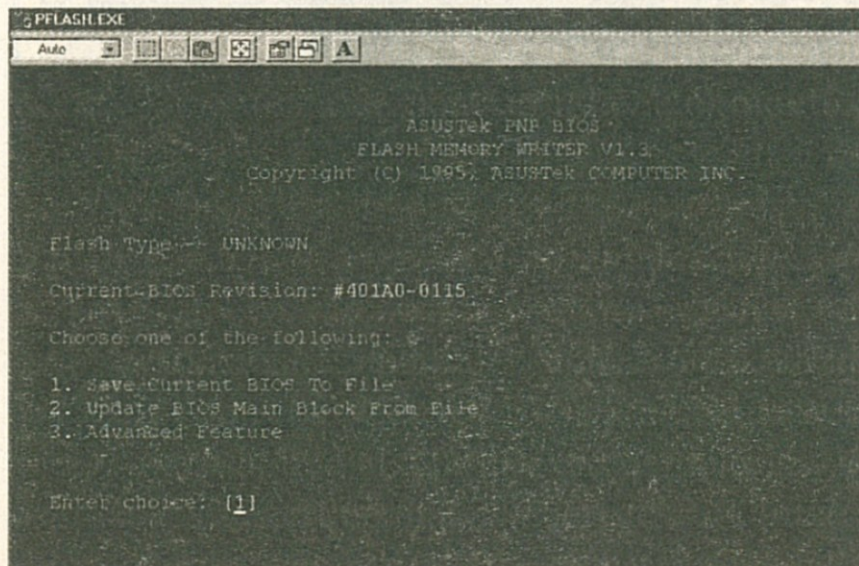 PFLASH.EXE
Auto
A
ASUSTek PNP BIOS
FLASH MEMORY WRITER V1.3
Copyright (C) 1995, ASUSTek COMPUTER INC.
Flash Type -- UNKNOWN
Current BIOS Revision: #401A0-0115
Choose one of the following:
1. Save Current BIOS To File
2. Update BIOS Main Block From File
3. Advanced Feature
Enter choice: [1]